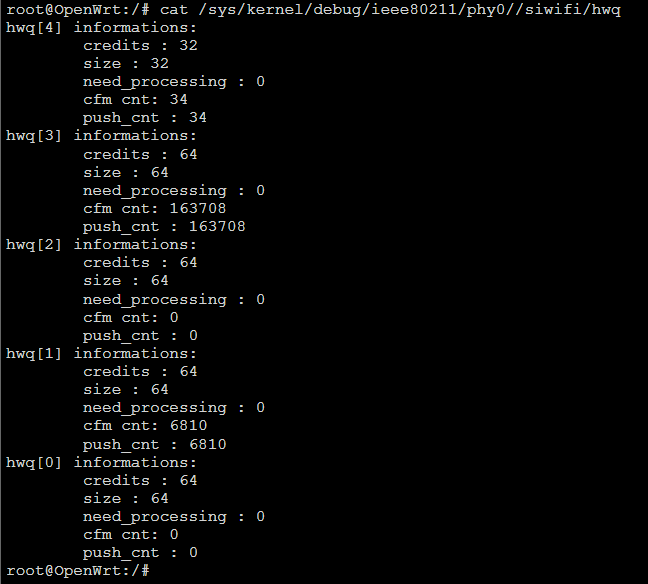 root@OpenWrt:/# cat /sys/kernel/debug/ieee80211/phy0//siwifi/hwq
hwq[4] informations:
credits : 32
size : 32
need_processing : 0
cfm cnt: 34
push_cnt : 34
hwq[3] informations:
credits : 64
size : 64
need_processing : 0
cfm cnt: 163708
push_cnt : 163708
hwq[2] informations:
credits : 64
size : 64
need_processing : 0
cfm cnt: 0
push_cnt : 0
hwq[1] informations:
credits : 64
size : 64
need_processing : 0
cfm cnt: 6810
push_cnt : 6810
hwq[0] informations:
credits : 64
size : 64
need_processing : 0
cfm cnt: 0
push_cnt : 0
root@OpenWrt:/#